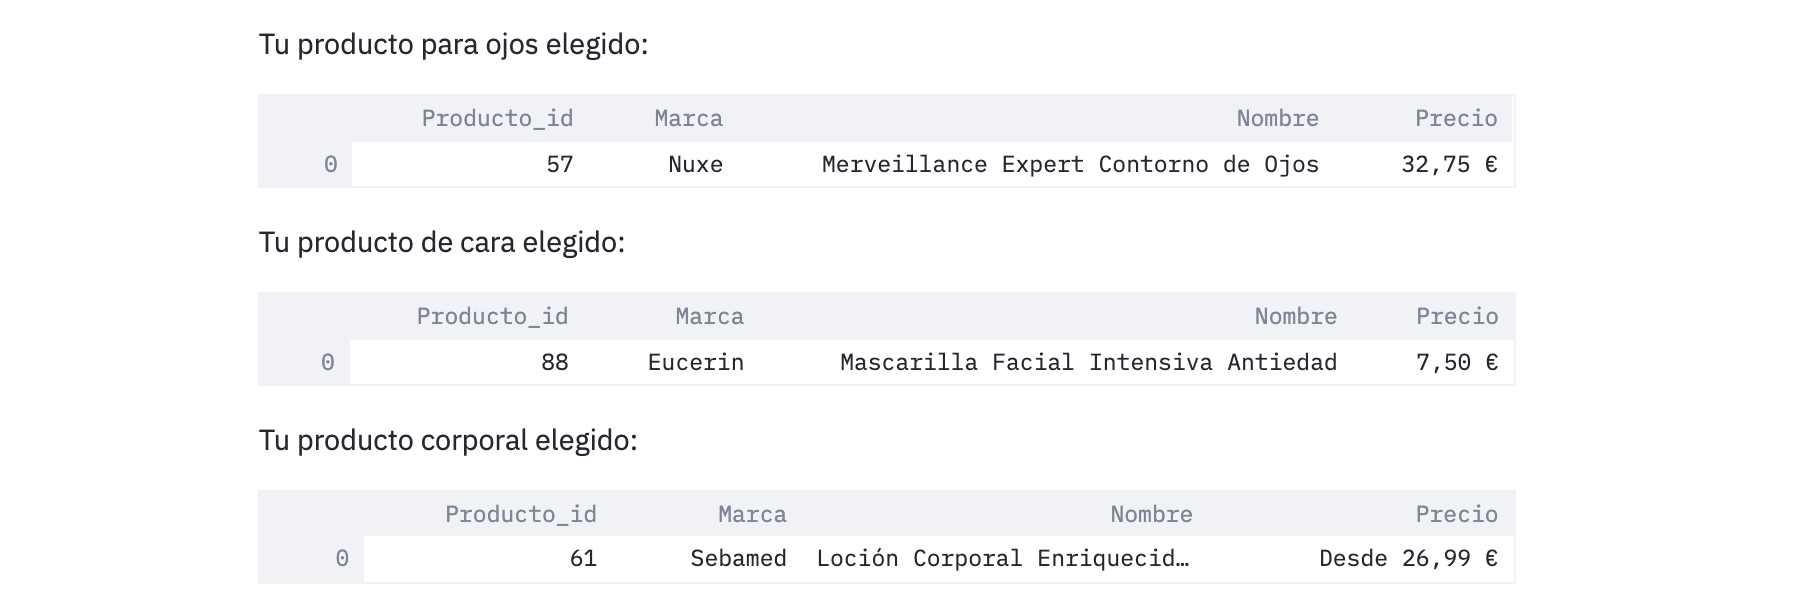 Tu producto para ojos elegido:
Producto_id Marca Nombre Precio
0 57 Nuxe Merveillance Expert Contorno de Ojos 32,75 €
Tu producto de cara elegido:
Producto_id Marca Nombre Precio
0 88 Eucerin Mascarilla Facial Intensiva Antiedad 7,50 €
Tu producto corporal elegido:
Producto_id Marca Nombre Precio
0 61 Sebamed Loción Corporal Enriquecid… Desde 26,99 €